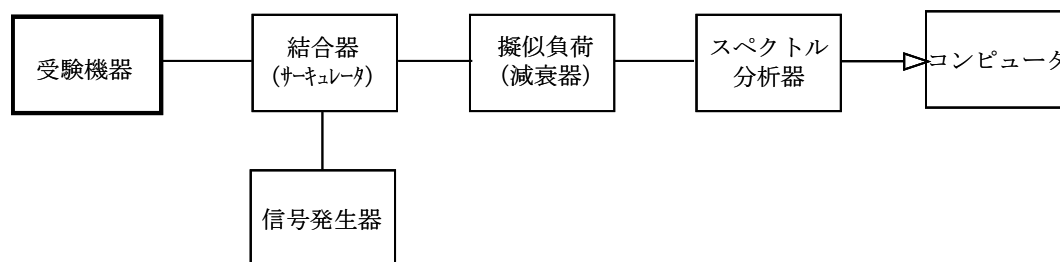 受験機器
結合器
(ｻｰｷｭﾚｰﾀ)
擬似負荷
(減衰器)
スペクトル
分析器
コンピュータ
信号発生器